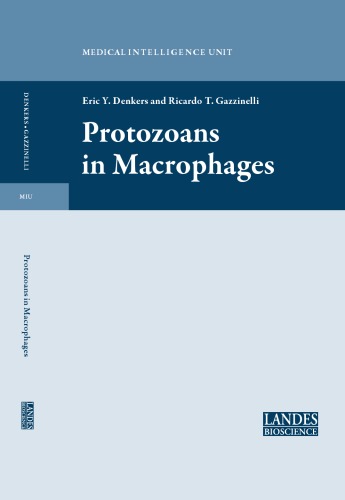 MEDICAL INTELLIGENCE UNIT
DENKERS • GAZZINELLI
MIU
Protozoans in Macrophages
LANDES
BIOSCIENCE
Eric Y. Denkers and Ricardo T. Gazzinelli
Protozoans
in Macrophages
LANDES
BIOSCIENCE